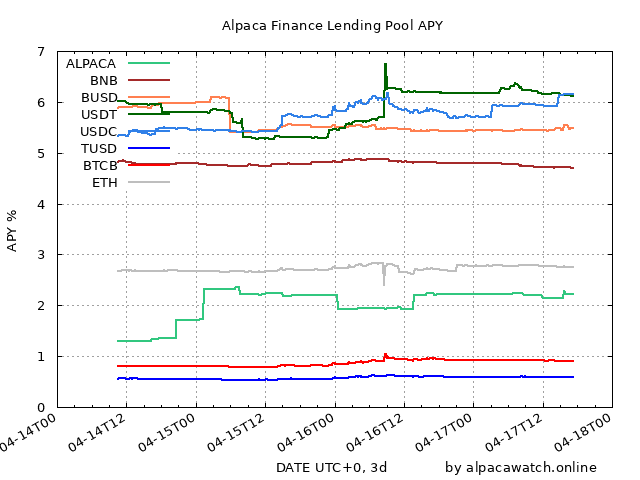 Alpaca Finance Lending Pool APY
7
6
5
4
3
2
1
0
APY %
ALPACA
BNB
BUSD
USDT
USDC
TUSD
BTCB
ETH
04-14T00
04-14T12
04-15T00
04-15T12
04-16T00
04-16T12
04-17T00
04-17T12
04-18T00
DATE UTC+0, 3d
by alpacawatch.online